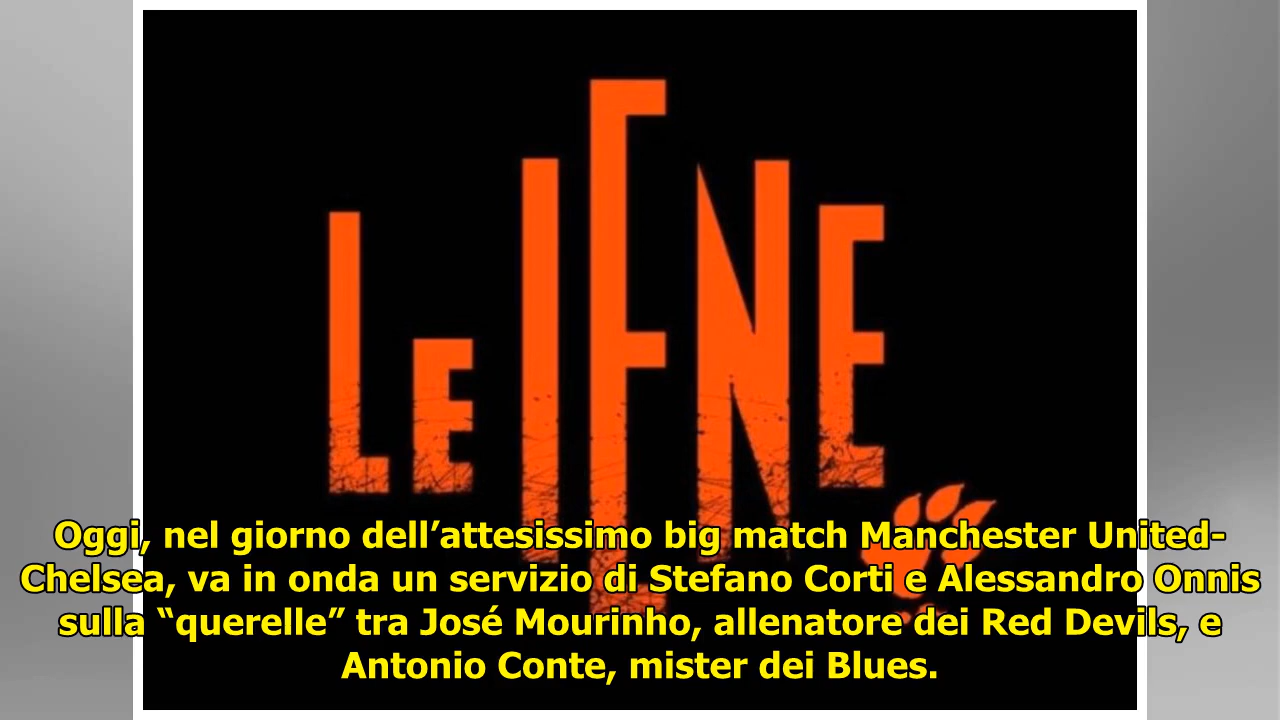 LE IENE
Oggi, nel giorno dell’attesissimo big match Manchester United-
Chelsea, va in onda un servizio di Stefano Corti e Alessandro Onnis
sulla “querelle” tra José Mourinho, allenatore dei Red Devils, e
Antonio Conte, mister dei Blues.